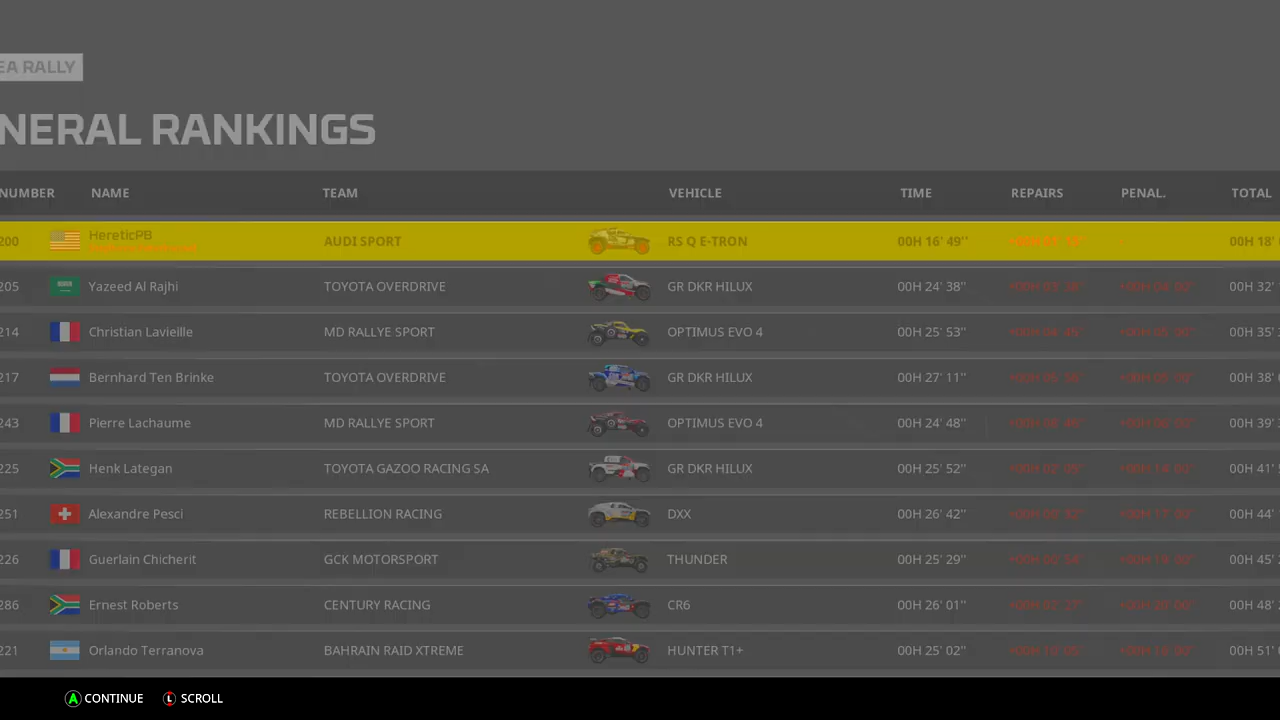 EA RALLY
NERAL RANKINGS
NUMBER NAME TEAM VEHICLE TIME REPAIRS PENAL. TOTAL
200 HereticPB AUDI SPORT RS Q E-TRON 00H 16' 49'' - 00H 18'
205 Yazeed Al Rajhi TOYOTA OVERDRIVE GR DKR HILUX 00H 24' 38'' 00H 32'
214 Christian Lavieille MD RALLYE SPORT OPTIMUS EVO 4 00H 25' 53'' 00H 35'
217 Bernhard Ten Brinke TOYOTA OVERDRIVE GR DKR HILUX 00H 27' 11'' 00H 38'
243 Pierre Lachaume MD RALLYE SPORT OPTIMUS EVO 4 00H 24' 48'' 00H 39'
225 Henk Lategan TOYOTA GAZOO RACING SA GR DKR HILUX 00H 25' 52'' 00H 41'
251 Alexandre Pesci REBELLION RACING DXX 00H 26' 42'' 00H 44'
226 Guerlain Chicherit GCK MOTORSPORT THUNDER 00H 25' 29'' 00H 45'
286 Ernest Roberts CENTURY RACING CR6 00H 26' 01'' 00H 48'
221 Orlando Terranova BAHRAIN RAID XTREME HUNTER T1+ 00H 25' 02'' 00H 51'
A CONTINUE L SCROLL